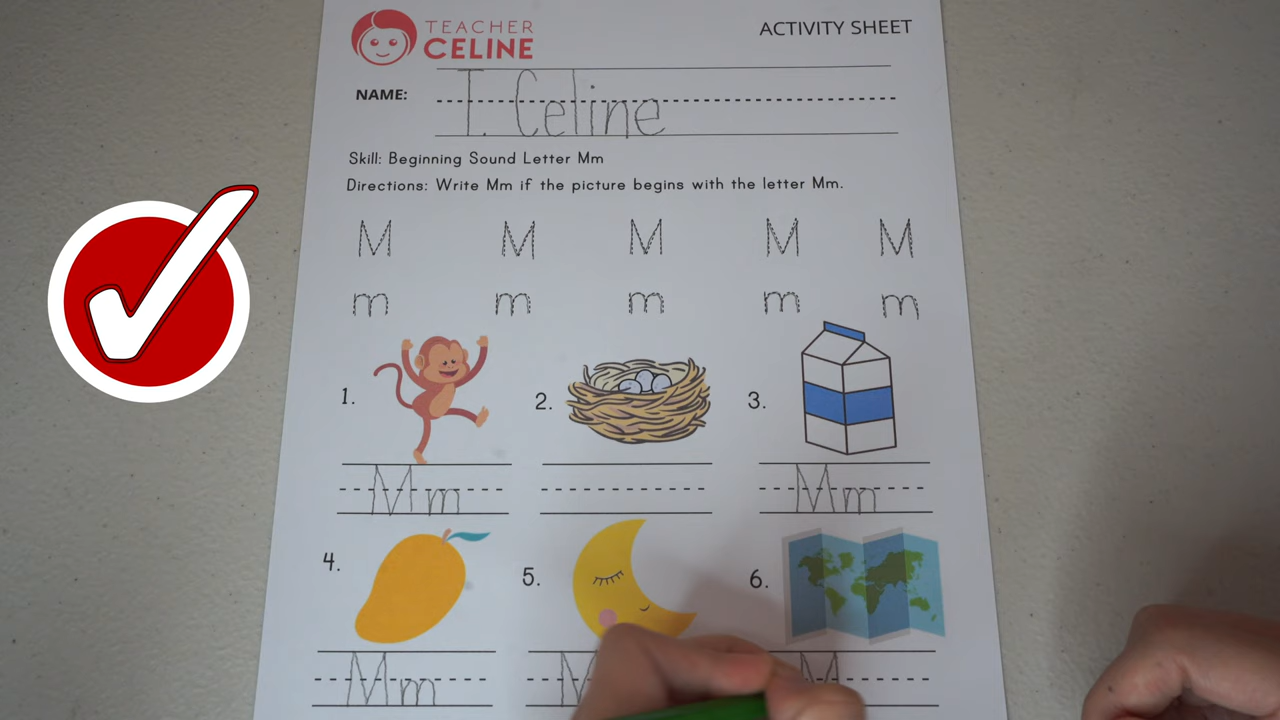 TEACHER
CELINE
ACTIVITY SHEET
NAME: T. Celine
Skill: Beginning Sound Letter Mm
Directions: Write Mm if the picture begins with the letter Mm.
M M M M M
m m m m m
1. 2. 3.
Mm Mm
4. 5. 6.
Mm M M